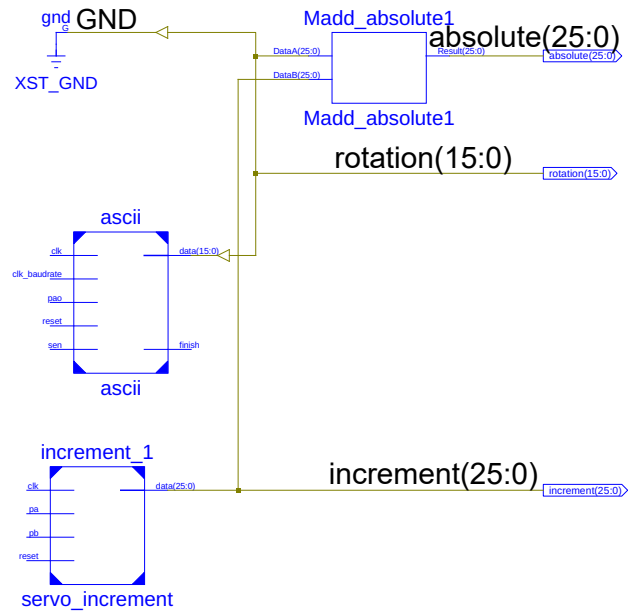 gnd
GND
G
XST_GND
Madd_absolute1
DataA(25:0)
DataB(25:0)
Result(25:0)
Madd_absolute1
absolute(25:0)
absolute(25:0)
rotation(15:0)
rotation(15:0)
ascii
clk
clk_baudrate
pao
reset
sen
data(15:0)
finish
ascii
increment_1
clk
pa
pb
reset
data(25:0)
servo_increment
increment(25:0)
increment(25:0)